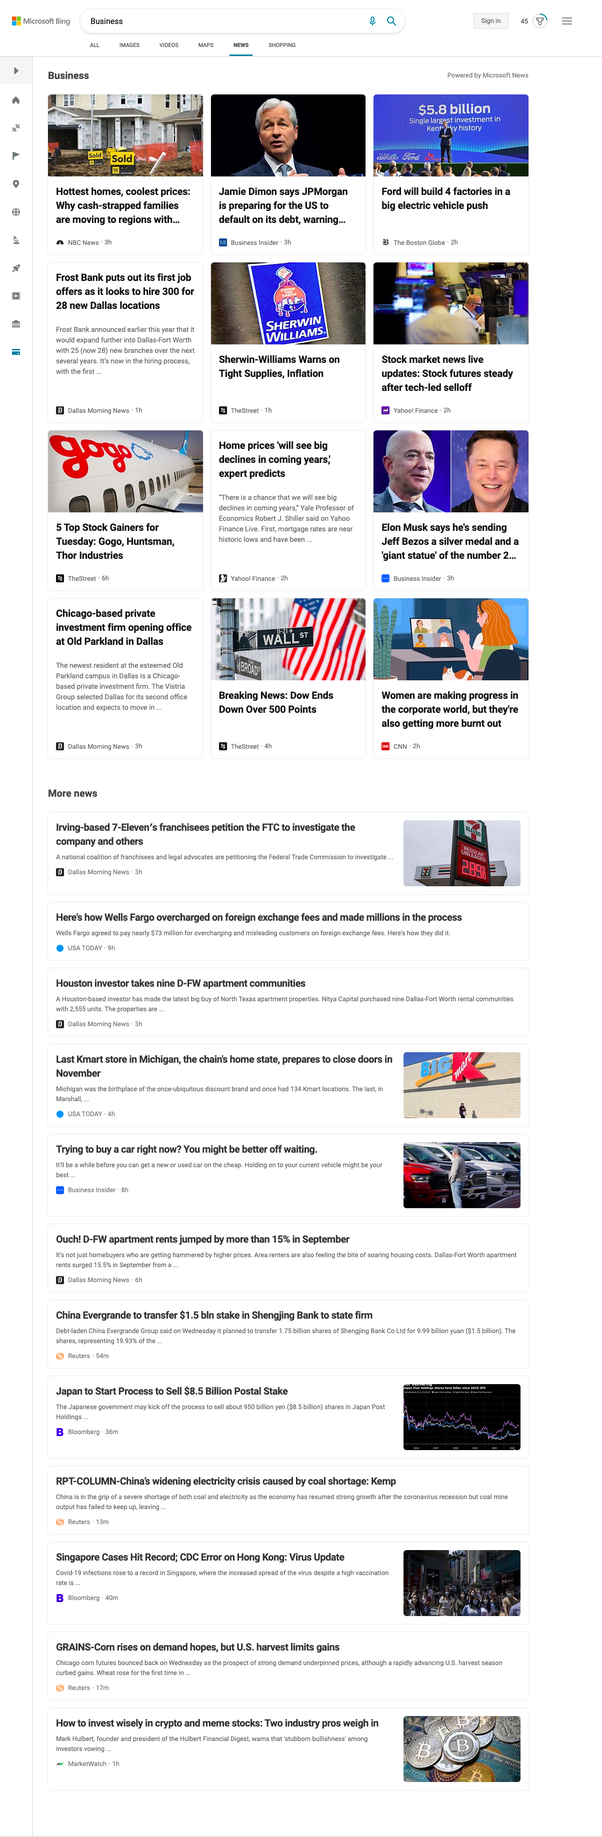 Microsoft Bing
Business
Sign in
45
ALL
IMAGES
VIDEOS
MAPS
NEWS
SHOPPING
Business
Powered by Microsoft News
Sold
Sold
$5.8 billion
Single largest investment in
Kentucky history
KENTUCKY
Ford
Hottest homes, coolest prices:
Why cash-strapped families
are moving to regions with...
NBC News · 3h
Jamie Dimon says JPMorgan
is preparing for the US to
default on its debt, warning...
Business Insider · 3h
Ford will build 4 factories in a
big electric vehicle push
The Boston Globe · 2h
Frost Bank puts out its first job
offers as it looks to hire 300 for
28 new Dallas locations
Frost Bank announced earlier this year that it
would expand further into Dallas-Fort Worth
with 25 (now 28) new branches over the next
several years. It's now in the hiring process,
with the first ...
Dallas Morning News · 1h
SHERWIN
WILLIAMS.
Sherwin-Williams Warns on
Tight Supplies, Inflation
TheStreet · 1h
Stock market news live
updates: Stock futures steady
after tech-led selloff
Yahoo! Finance · 2h
gogo
5 Top Stock Gainers for
Tuesday: Gogo, Huntsman,
Thor Industries
TheStreet · 6h
Home prices 'will see big
declines in coming years,'
expert predicts
“There is a chance that we will see big
declines in coming years,” Yale Professor of
Economics Robert J. Shiller said on Yahoo
Finance Live. First, mortgage rates are near
historic lows and have been ...
Yahoo! Finance · 2h
Elon Musk says he's sending
Jeff Bezos a silver medal and a
'giant statue' of the number 2...
Business Insider · 3h
Chicago-based private
investment firm opening office
at Old Parkland in Dallas
The newest resident at the esteemed Old
Parkland campus in Dallas is a Chicago-
based private investment firm. The Vistria
Group selected Dallas for its second office
location and expects to move in ...
Dallas Morning News · 3h
WALL ST
BROAD
Breaking News: Dow Ends
Down Over 500 Points
TheStreet · 4h
Women are making progress in
the corporate world, but they're
also getting more burnt out
CNN · 2h
More news
Irving-based 7-Eleven's franchisees petition the FTC to investigate the
company and others
A national coalition of franchisees and legal advocates are petitioning the Federal Trade Commission to investigate ...
Dallas Morning News · 3h
Here's how Wells Fargo overcharged on foreign exchange fees and made millions in the process
Wells Fargo agreed to pay nearly $73 million for overcharging and misleading customers on foreign exchange fees. Here's how they did it.
USA TODAY · 9h
Houston investor takes nine D-FW apartment communities
A Houston-based investor has made the latest big buy of North Texas apartment properties. Nitya Capital purchased nine Dallas-Fort Worth rental communities
with 2,555 units. The properties are ...
Dallas Morning News · 3h
Last Kmart store in Michigan, the chain's home state, prepares to close doors in
November
Michigan was the birthplace of the once-ubiquitous discount brand and once had 134 Kmart locations. The last, in
Marshall, ...
USA TODAY · 4h
BIG K
Trying to buy a car right now? You might be better off waiting.
It'll be a while before you can get a new or used car on the cheap. Holding on to your current vehicle might be your
best ...
Business Insider · 8h
Ouch! D-FW apartment rents jumped by more than 15% in September
It's not just homebuyers who are getting hammered by higher prices. Area renters are also feeling the bite of soaring housing costs. Dallas-Fort Worth apartment
rents surged 15.5% in September from a ...
Dallas Morning News · 6h
China Evergrande to transfer $1.5 bln stake in Shengjing Bank to state firm
Debt-laden China Evergrande Group said on Wednesday it planned to transfer 1.75 billion shares of Shengjing Bank Co Ltd for 9.99 billion yuan ($1.5 billion). The
shares, representing 19.93% of the ...
Reuters · 54m
Japan to Start Process to Sell $8.5 Billion Postal Stake
The Japanese government may kick off the process to sell about 950 billion yen ($8.5 billion) shares in Japan Post
Holdings ...
Bloomberg · 36m
RPT-COLUMN-China's widening electricity crisis caused by coal shortage: Kemp
China is in the grip of a severe shortage of both coal and electricity as the economy has resumed strong growth after the coronavirus recession but coal mine
output has failed to keep up, leaving ...
Reuters · 13m
Singapore Cases Hit Record; CDC Error on Hong Kong: Virus Update
Covid-19 infections rose to a record in Singapore, where the increased spread of the virus despite a high vaccination
rate is ...
Bloomberg · 40m
GRAINS-Corn rises on demand hopes, but U.S. harvest limits gains
Chicago corn futures bounced back on Wednesday as the prospect of strong demand underpinned prices, although a rapidly advancing U.S. harvest season
curbed gains. Wheat rose for the first time in ...
Reuters · 17m
How to invest wisely in crypto and meme stocks: Two industry pros weigh in
Mark Hulbert, founder and president of the Hulbert Financial Digest, warns that 'stubborn bullishness' among
investors vowing ...
MarketWatch · 1h